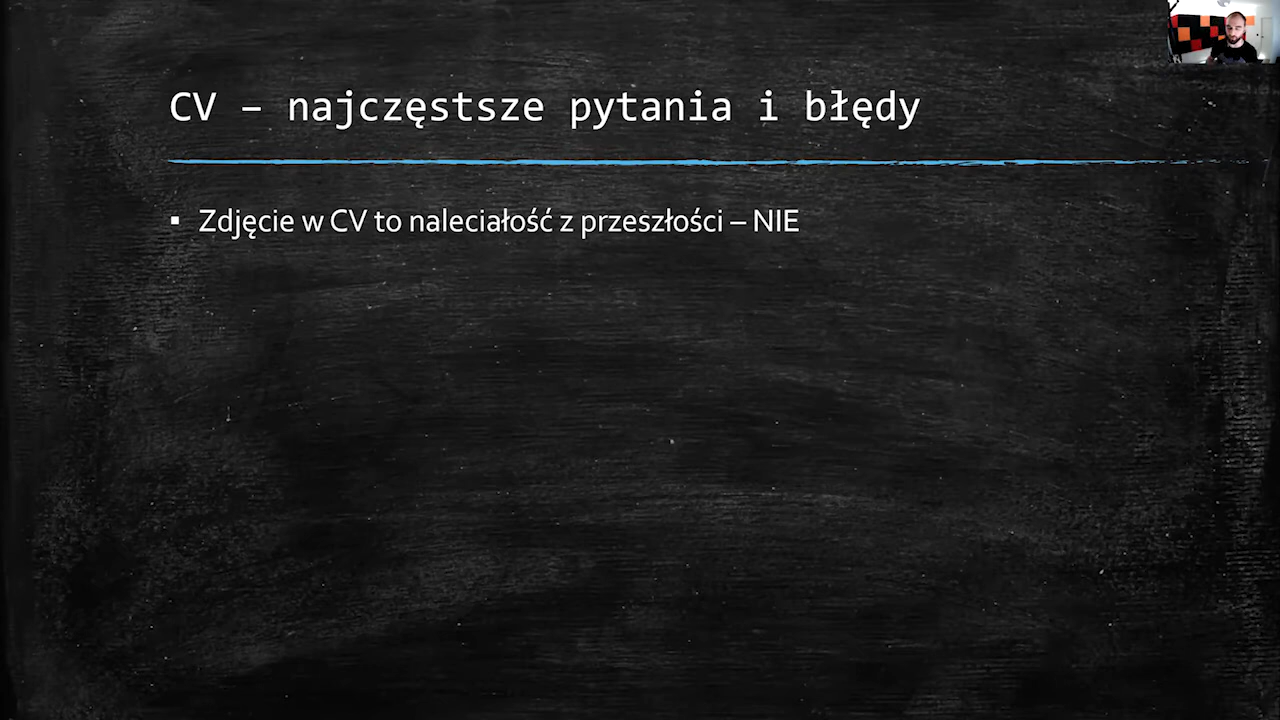 CV – najczęstsze pytania i błędy
▪ Zdjęcie w CV to naleciałość z przeszłości – NIE